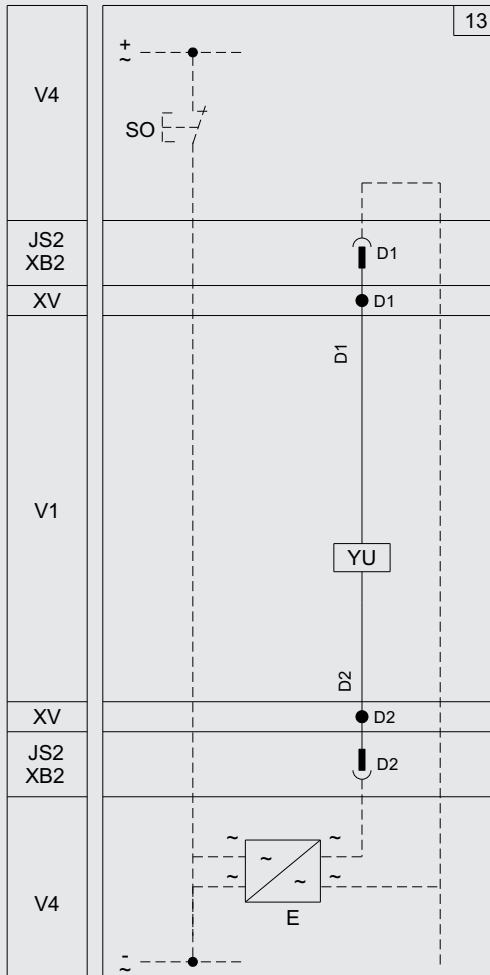 13
+
~
V4
SO
JS2
XB2
D1
XV
D1
D1
V1
YU
D2
XV
D2
JS2
XB2
D2
~
~
~
~
~
~
E
V4
-
~